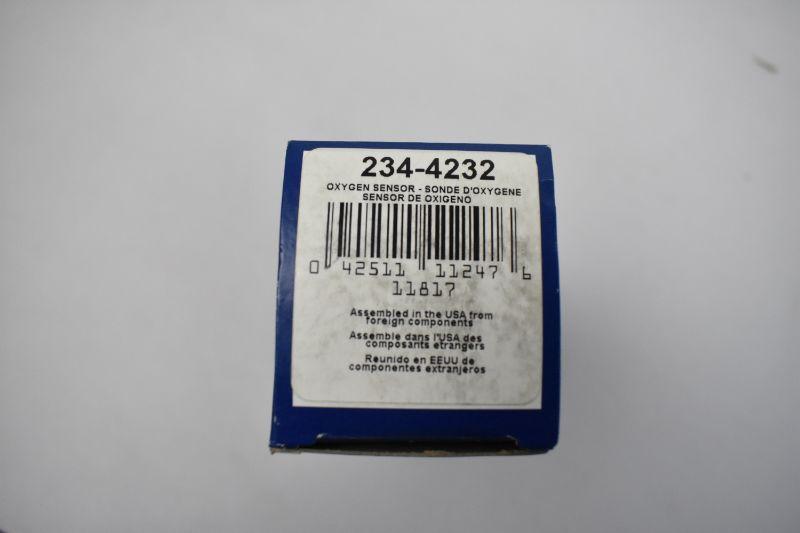 234-4232
OXYGEN SENSOR - SONDE D'OXYGENE
SENSOR DE OXIGENO
0 42511 11247 6
11817
Assembled in the USA from
foreign components
Assemble dans l'USA des
composants etrangers
Reunido en EEUU de
componentes extranjeros